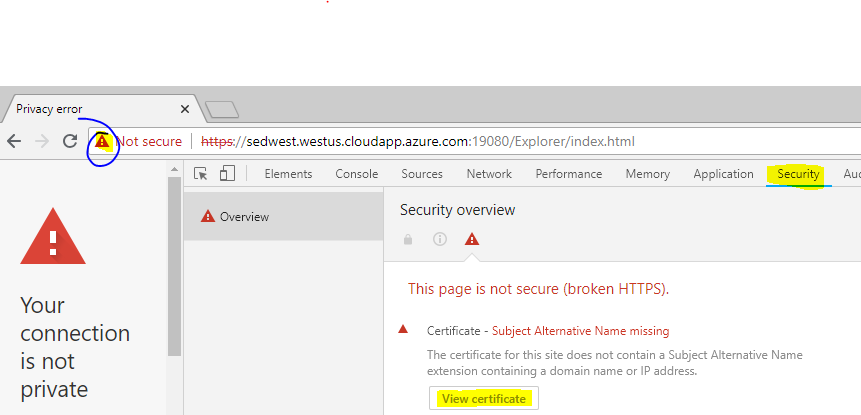 Privacy error
Not secure https://sedwest.westus.cloudapp.azure.com:19080/Explorer/index.html
Elements Console Sources Network Performance Memory Application Security Au
Overview
Security overview
This page is not secure (broken HTTPS).
Certificate - Subject Alternative Name missing
The certificate for this site does not contain a Subject Alternative Name
extension containing a domain name or IP address.
View certificate
Your
connection
is not
private